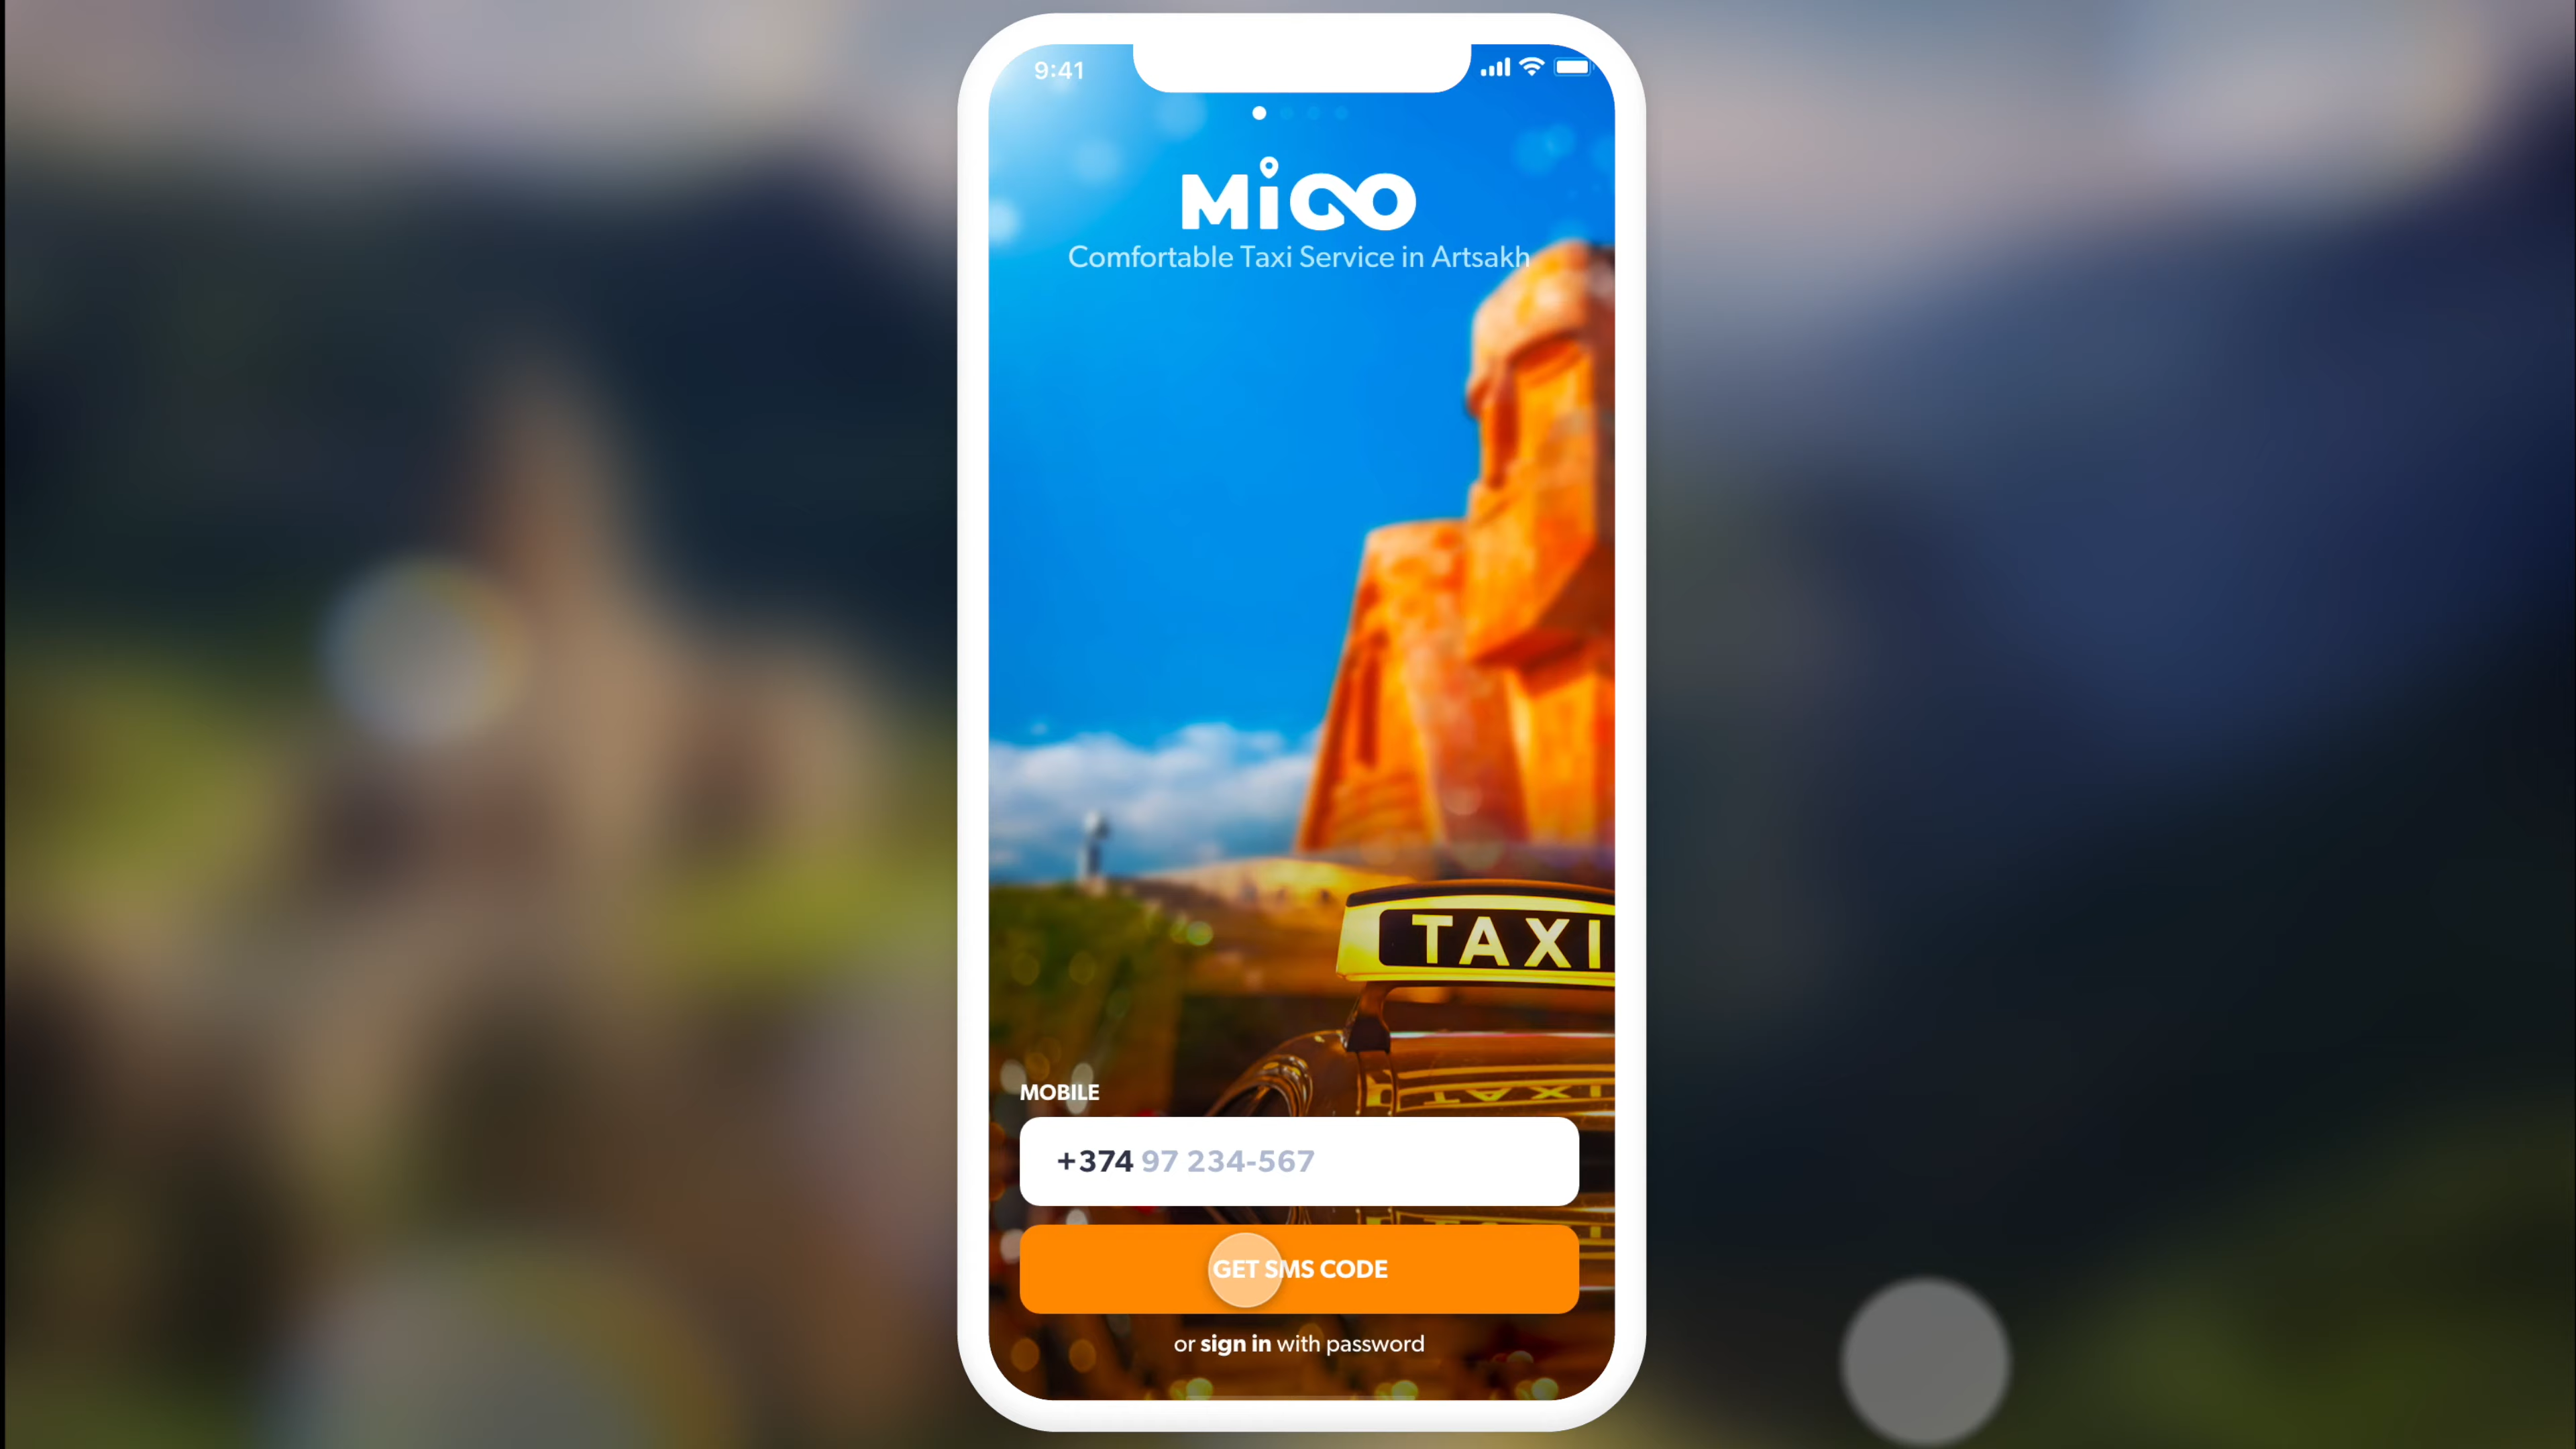 9:41
MiGO
Comfortable Taxi Service in Artsakh
TAXI
TAXI
MOBILE
+374 97 234-567
GET SMS CODE
or sign in with password